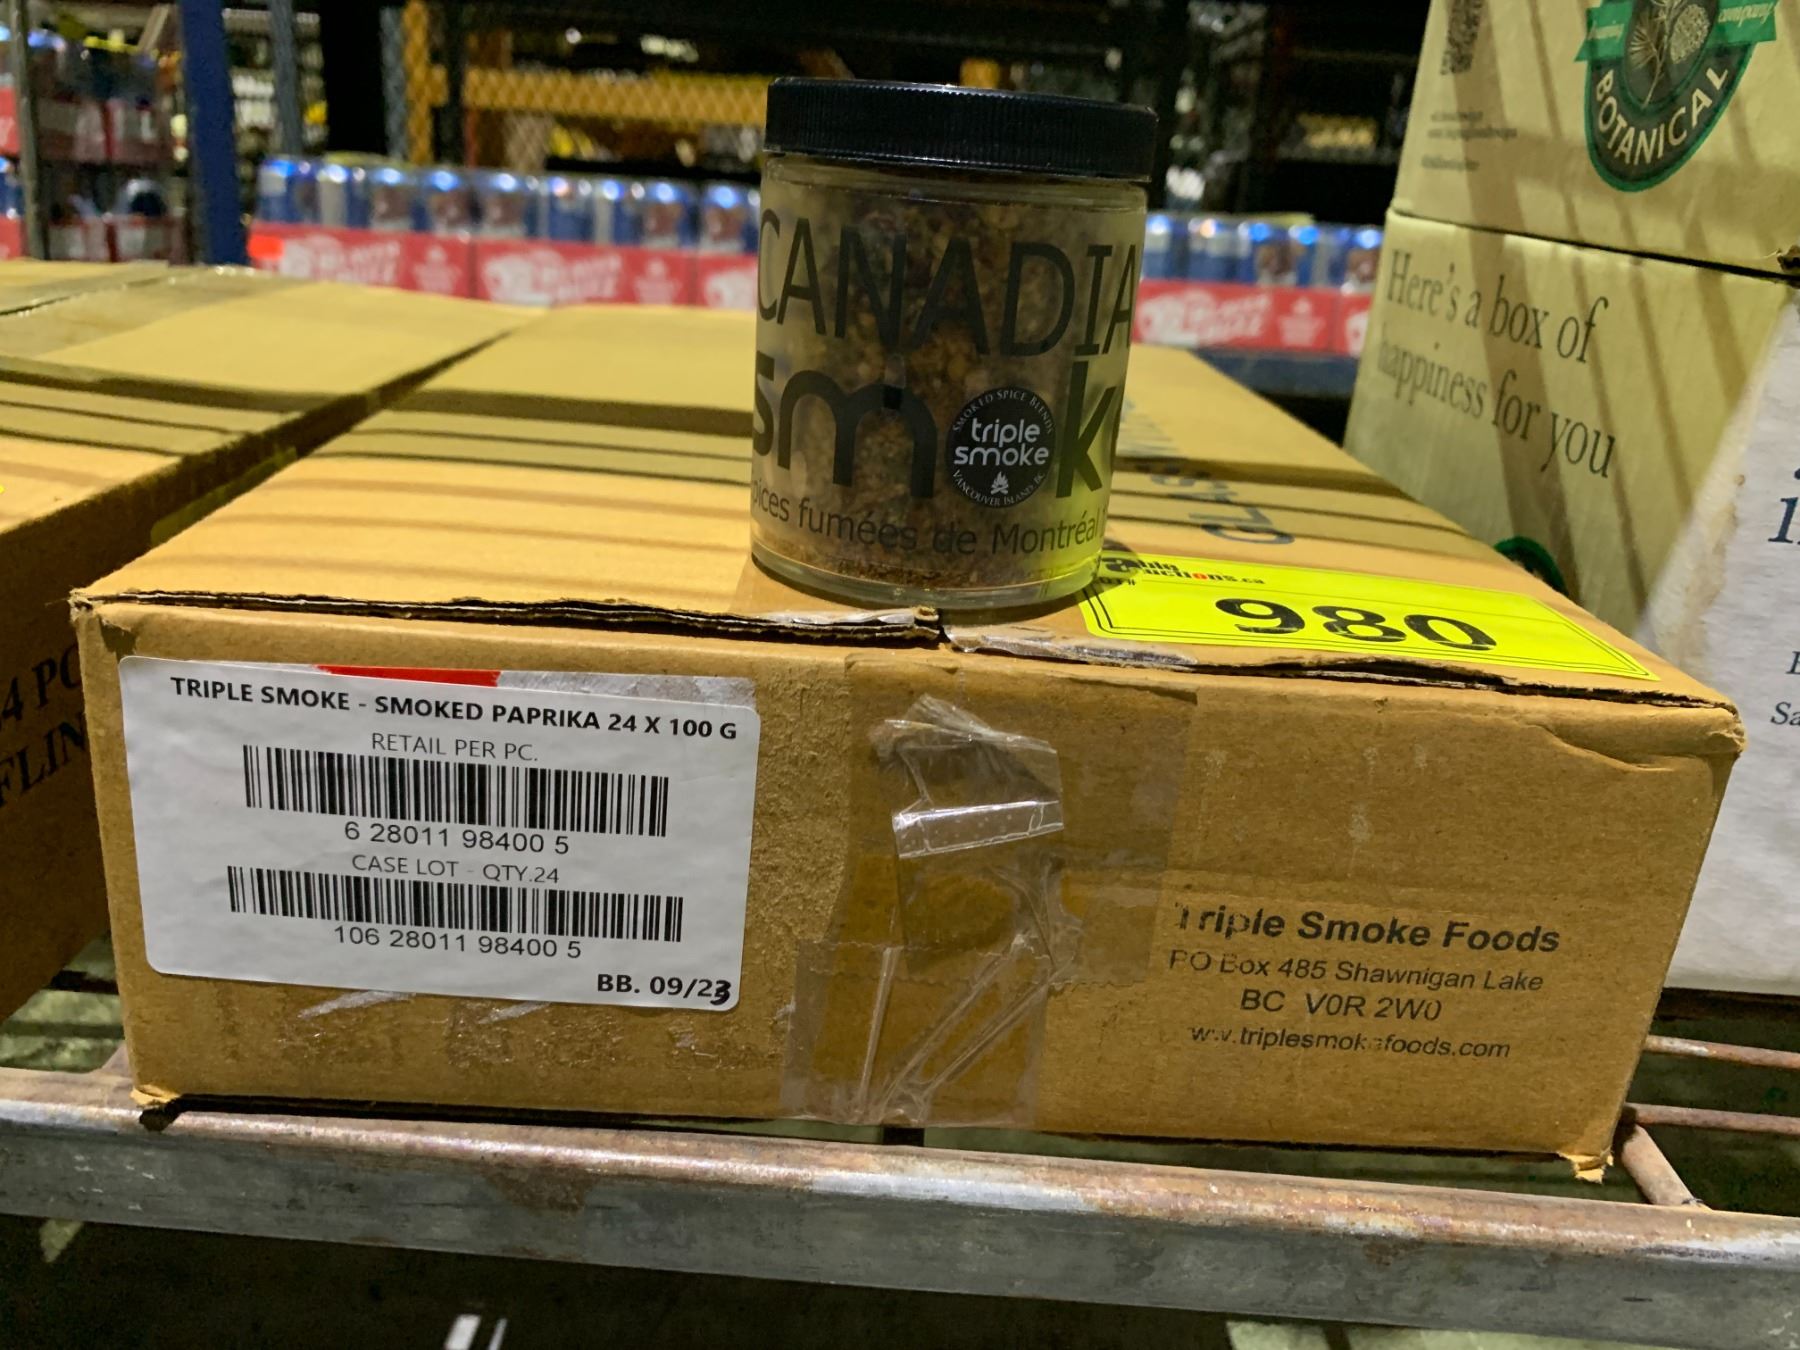 BOTANICAL
Here's a box of
happiness for you
CANADIA
smok
SMOKED SPICE BLENDS
triple
smoke
VANCOUVER ISLAND, BC
pices fumées de Montréal
980
TRIPLE SMOKE - SMOKED PAPRIKA 24 X 100 G
RETAIL PER PC.
6 28011 98400 5
CASE LOT - QTY.24
106 28011 98400 5
BB. 09/23
Triple Smoke Foods
PO Box 485 Shawnigan Lake
BC V0R 2W0
www.triplesmokefoods.com